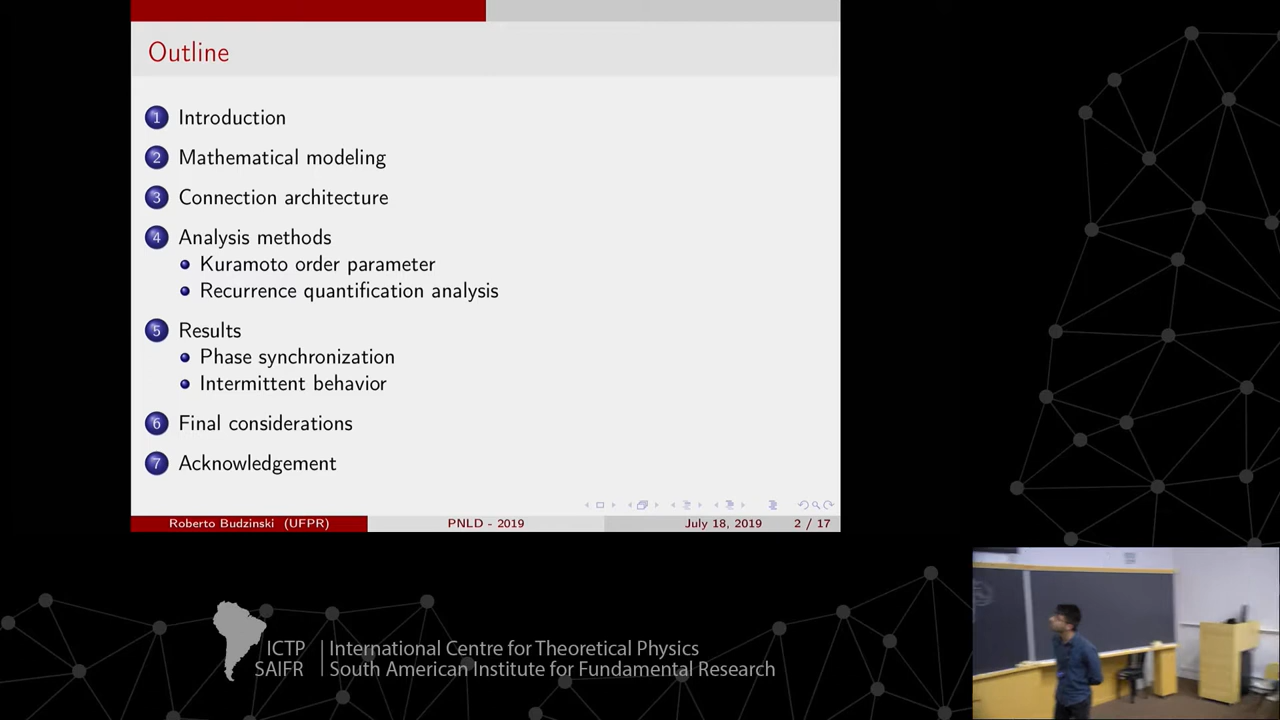 Outline
1 Introduction
2 Mathematical modeling
3 Connection architecture
4 Analysis methods
Kuramoto order parameter
Recurrence quantification analysis
5 Results
Phase synchronization
Intermittent behavior
6 Final considerations
7 Acknowledgement
Roberto Budzinski (UFPR) PNLD - 2019 July 18, 2019 2 / 17
ICTP International Centre for Theoretical Physics
SAIFR South American Institute for Fundamental Research